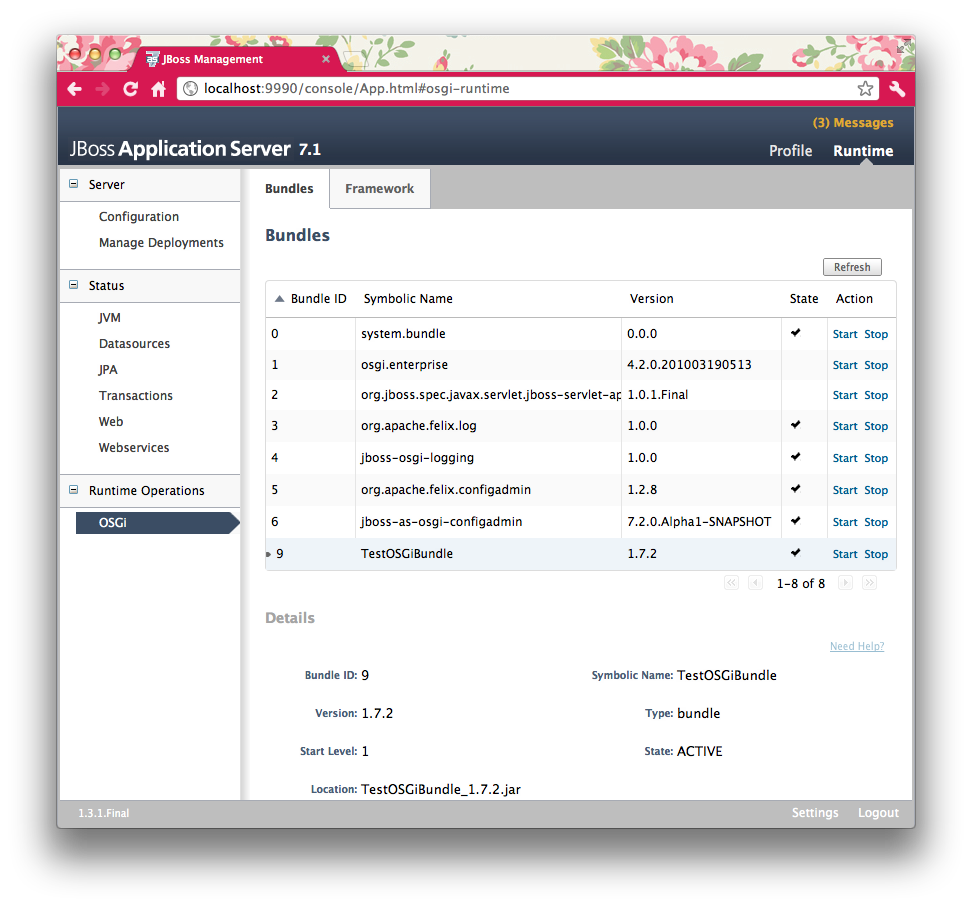 JBoss Management
localhost:9990/console/App.html#osgi-runtime
(3) Messages
JBoss Application Server 7.1
Profile Runtime
Server
Configuration
Manage Deployments
Status
JVM
Datasources
JPA
Transactions
Web
Webservices
Runtime Operations
OSGi
Bundles Framework
Bundles
Refresh
Bundle ID Symbolic Name Version State Action
0 system.bundle 0.0.0 Start Stop
1 osgi.enterprise 4.2.0.201003190513 Start Stop
2 org.jboss.spec.javax.servlet.jboss-servlet-ap 1.0.1.Final Start Stop
3 org.apache.felix.log 1.0.0 Start Stop
4 jboss-osgi-logging 1.0.0 Start Stop
5 org.apache.felix.configadmin 1.2.8 Start Stop
6 jboss-as-osgi-configadmin 7.2.0.Alpha1-SNAPSHOT Start Stop
9 TestOSGiBundle 1.7.2 Start Stop
1-8 of 8
Details
Need Help?
Bundle ID: 9 Symbolic Name: TestOSGiBundle
Version: 1.7.2 Type: bundle
Start Level: 1 State: ACTIVE
Location: TestOSGiBundle_1.7.2.jar
1.3.1.Final Settings Logout